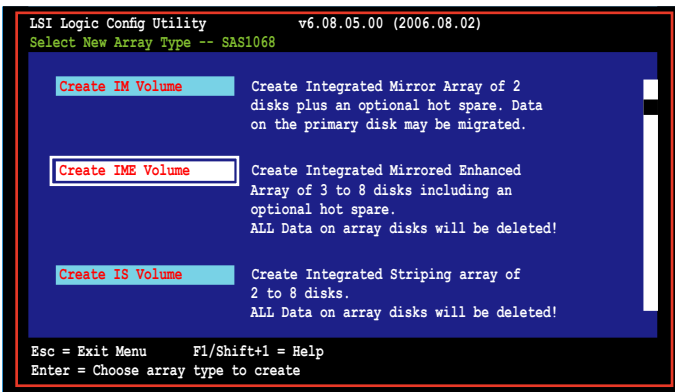 LSI Logic Config Utility v6.08.05.00 (2006.08.02)
Select New Array Type -- SAS1068
Create IM Volume Create Integrated Mirror Array of 2
disks plus an optional hot spare. Data
on the primary disk may be migrated.
Create IME Volume Create Integrated Mirrored Enhanced
Array of 3 to 8 disks including an
optional hot spare.
ALL Data on array disks will be deleted!
Create IS Volume Create Integrated Striping array of
2 to 8 disks.
ALL Data on array disks will be deleted!
Esc = Exit Menu F1/Shift+1 = Help
Enter = Choose array type to create